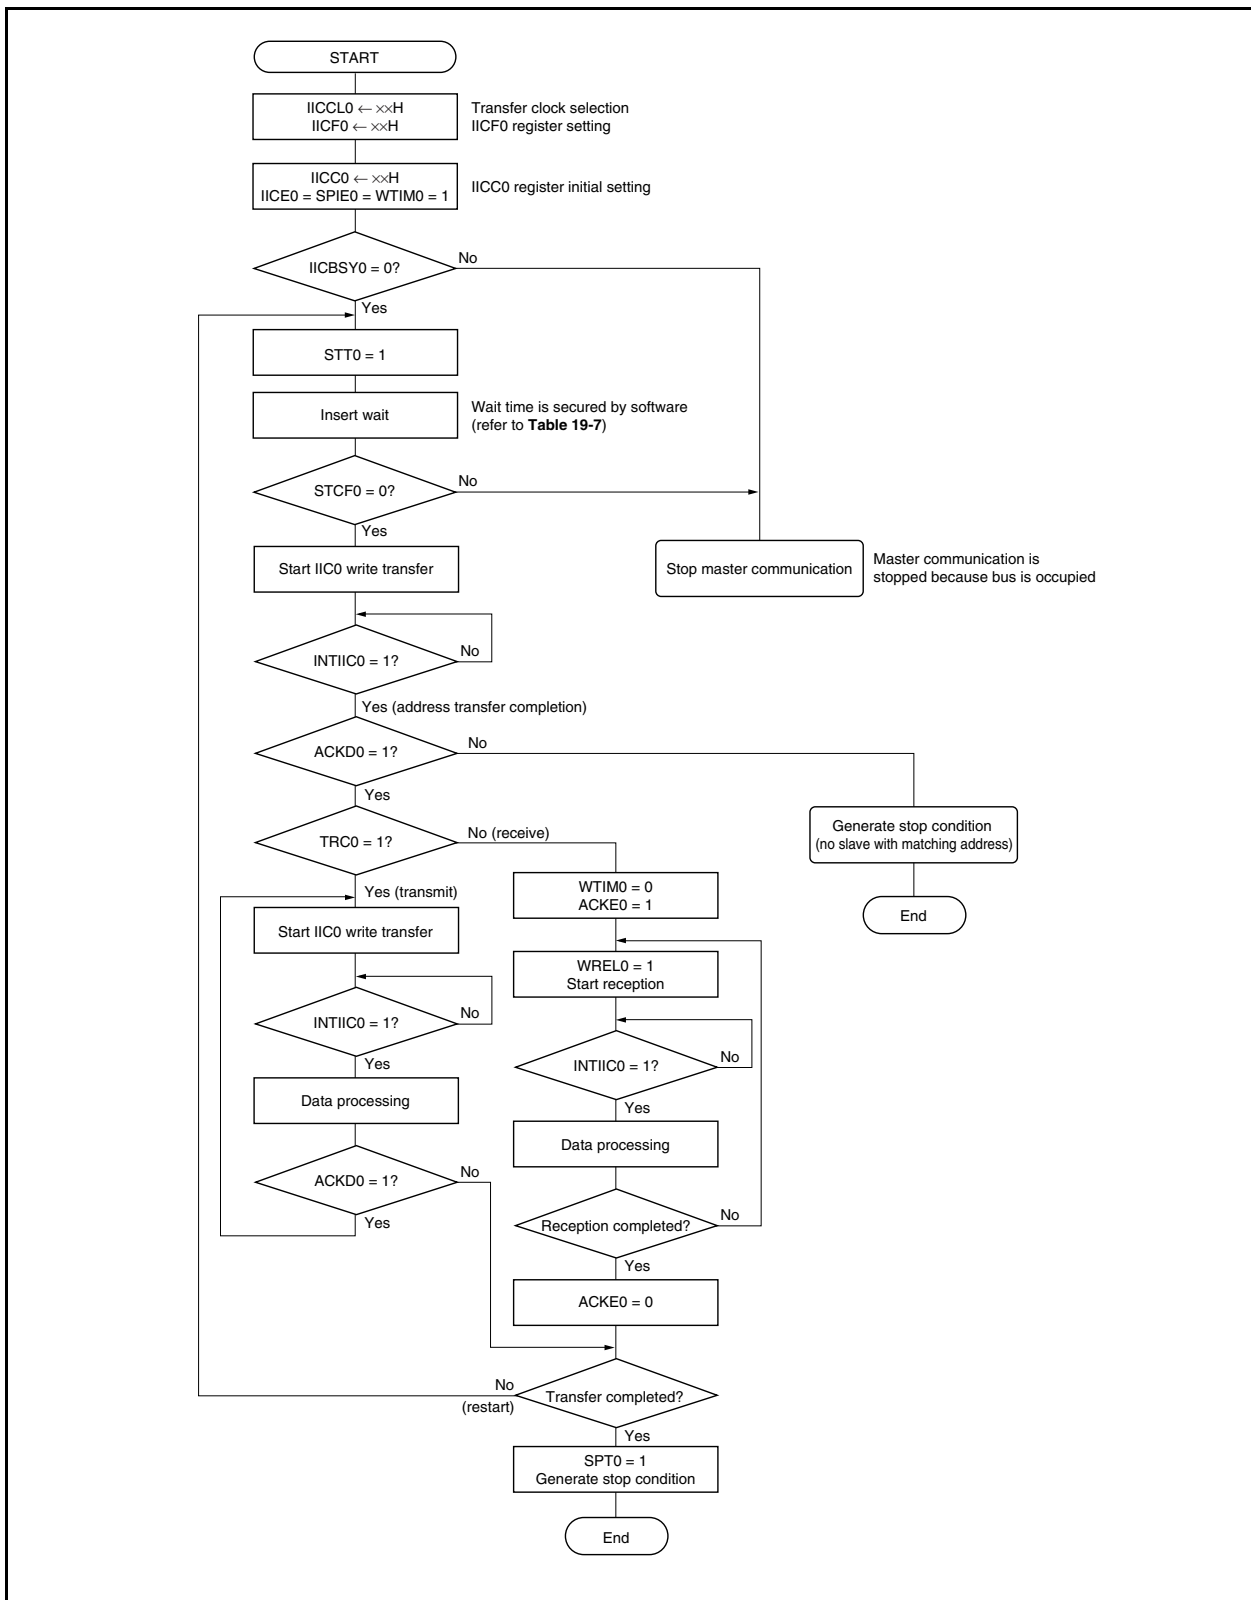 START
IICCL0 ← ××H
IICF0 ← ××H
Transfer clock selection
IICF0 register setting
IICC0 ← ××H
IICE0 = SPIE0 = WTIM0 = 1
IICC0 register initial setting
IICBSY0 = 0?
No
Yes
STT0 = 1
Insert wait
Wait time is secured by software
(refer to Table 19-7)
STCF0 = 0?
No
Yes
Start IIC0 write transfer
Stop master communication
Master communication is
stopped because bus is occupied
INTIIC0 = 1?
No
Yes (address transfer completion)
ACKD0 = 1?
No
Yes
Generate stop condition
(no slave with matching address)
End
TRC0 = 1?
No (receive)
Yes (transmit)
WTIM0 = 0
ACKE0 = 1
Start IIC0 write transfer
WREL0 = 1
Start reception
INTIIC0 = 1?
No
Yes
INTIIC0 = 1?
No
Yes
Data processing
Data processing
ACKD0 = 1?
No
Yes
Reception completed?
No
Yes
ACKE0 = 0
Transfer completed?
No
(restart)
Yes
SPT0 = 1
Generate stop condition
End